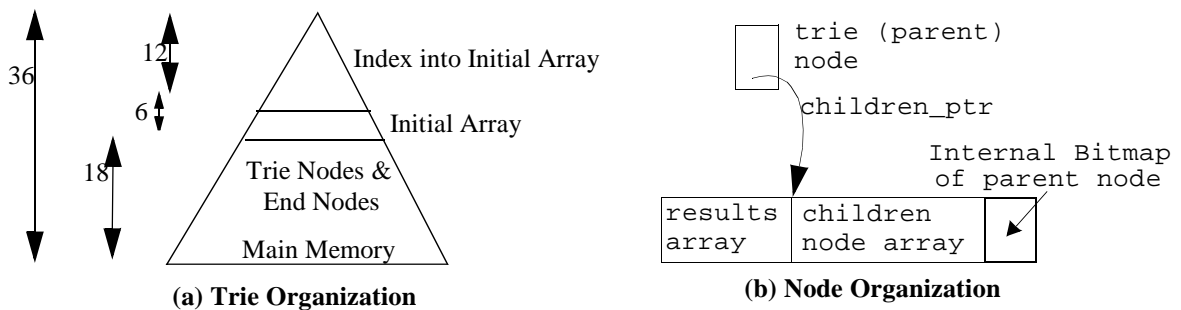 36
12
6
18
Index into Initial Array
Initial Array
Trie Nodes &
End Nodes
Main Memory
(a) Trie Organization
trie (parent)
node
children_ptr
Internal Bitmap
of parent node
results
array
children
node array
(b) Node Organization